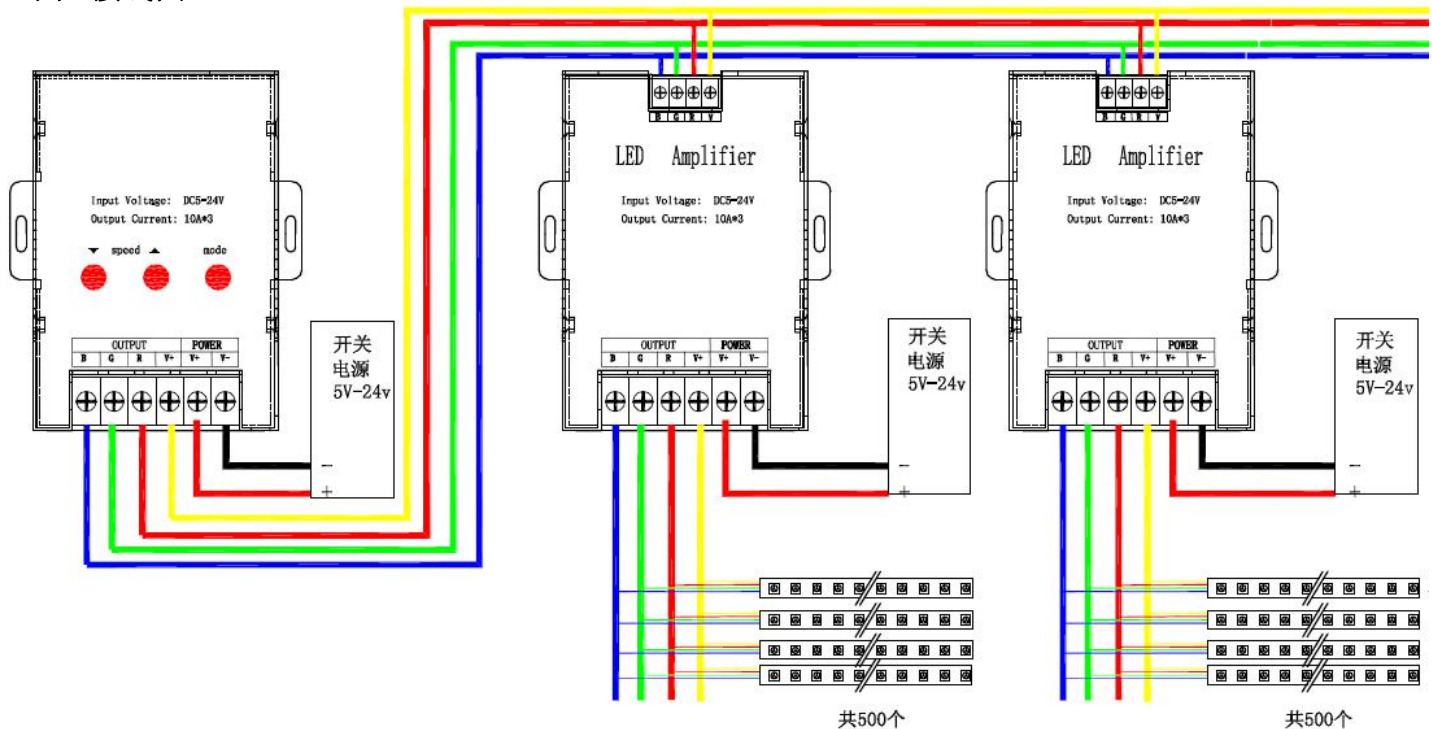 Input Voltage: DC5-24V
Output Current: 10A*3
speed
mode
OUTPUT POWER
B G R V+ V+ V-
开关
电源
5V-24v
-
+
B G R V
LED Amplifier
Input Voltage: DC5-24V
Output Current: 10A*3
OUTPUT POWER
B G R V+ V+ V-
开关
电源
5V-24v
-
+
共500个
B G R V
LED Amplifier
Input Voltage: DC5-24V
Output Current: 10A*3
OUTPUT POWER
B G R V+ V+ V-
开关
电源
5V-24v
-
+
共500个